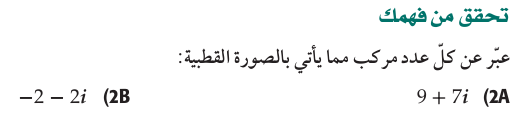 تحقق من فهمك
عبّر عن كلّ عدد مركب مما يأتي بالصورة القطبية:
9 + 7i (2A
−2 − 2i (2B